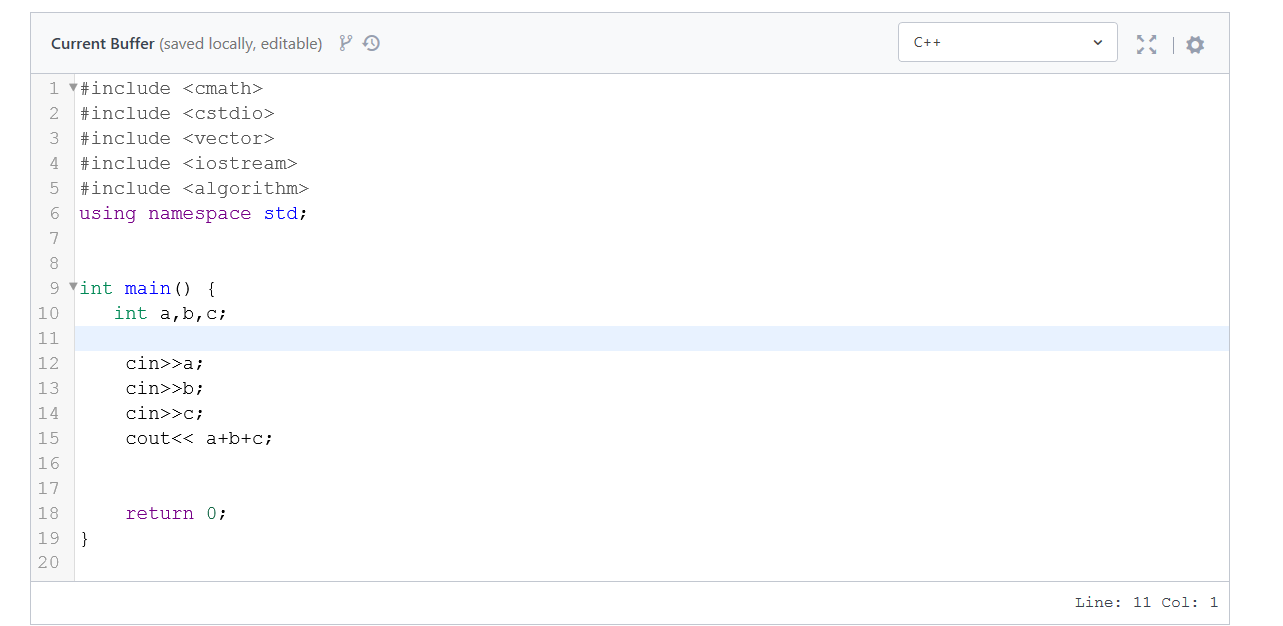 Current Buffer (saved locally, editable)
C++
|
1 #include <cmath>
2 #include <cstdio>
3 #include <vector>
4 #include <iostream>
5 #include <algorithm>
6 using namespace std;
7
8
9 int main() {
10    int a,b,c;
11
12     cin>>a;
13     cin>>b;
14     cin>>c;
15     cout<< a+b+c;
16
17
18     return 0;
19 }
20
Line: 11 Col: 1